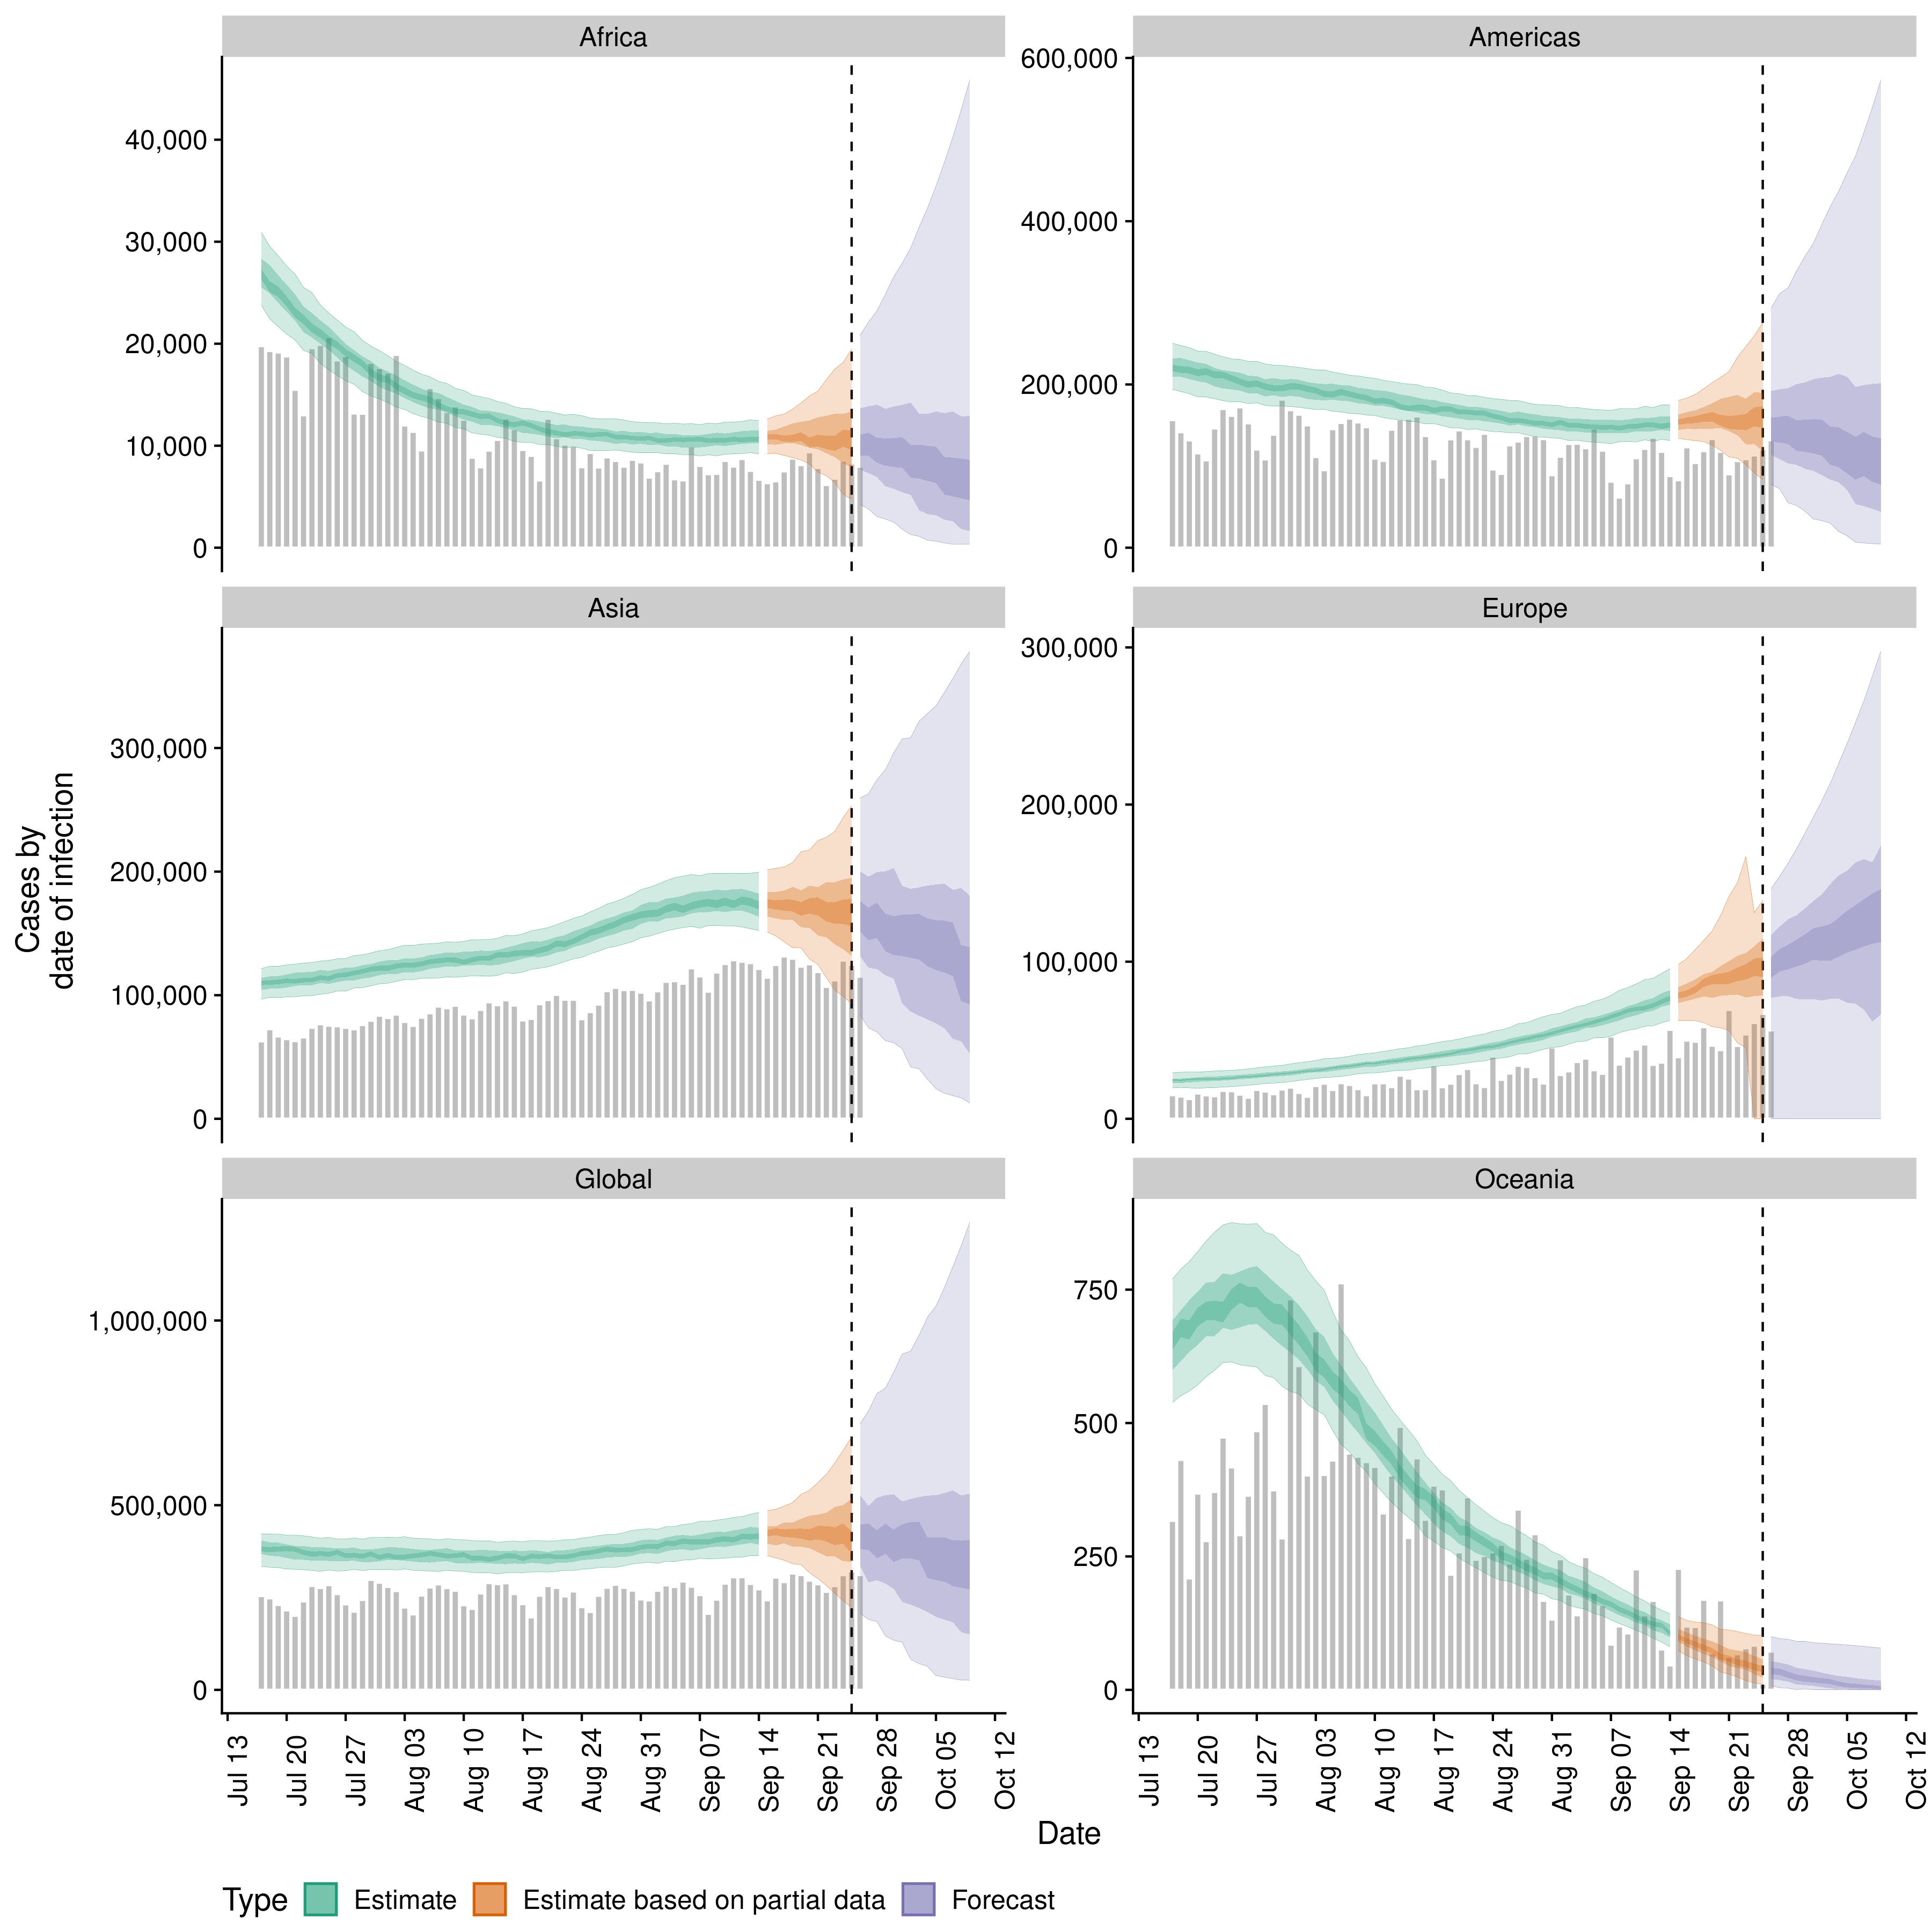 Africa
Americas
40,000
30,000
20,000
10,000
0
600,000
400,000
200,000
0
Asia
Europe
300,000
200,000
100,000
0
300,000
200,000
100,000
0
Cases by
date of infection
Global
Oceania
1,000,000
500,000
0
750
500
250
0
Jul 13
Jul 20
Jul 27
Aug 03
Aug 10
Aug 17
Aug 24
Aug 31
Sep 07
Sep 14
Sep 21
Sep 28
Oct 05
Oct 12
Jul 13
Jul 20
Jul 27
Aug 03
Aug 10
Aug 17
Aug 24
Aug 31
Sep 07
Sep 14
Sep 21
Sep 28
Oct 05
Oct 12
Date
Type Estimate Estimate based on partial data Forecast